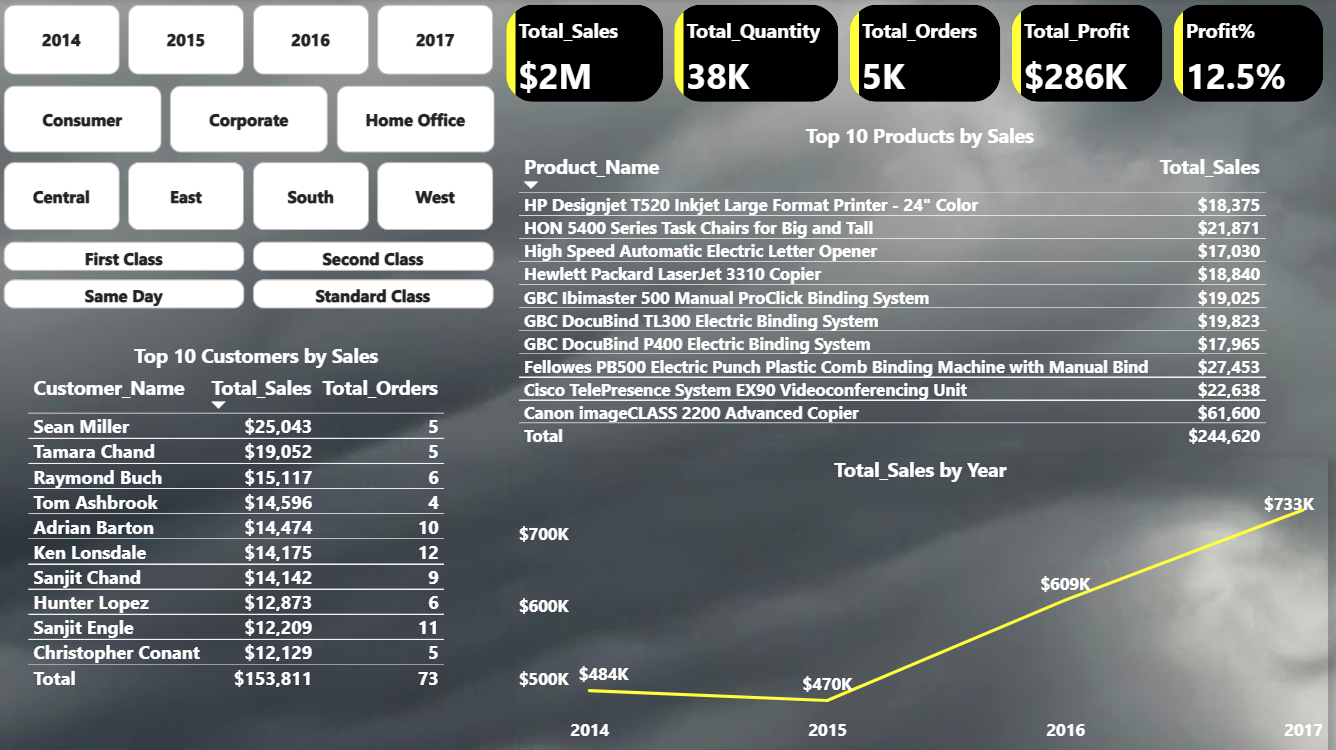 2014 2015 2016 2017
Consumer Corporate Home Office
Central East South West
First Class Second Class
Same Day Standard Class
Total_Sales Total_Quantity Total_Orders Total_Profit Profit%
$2M 38K 5K $286K 12.5%
Top 10 Products by Sales
Product_Name Total_Sales
HP Designjet T520 Inkjet Large Format Printer - 24" Color $18,375
HON 5400 Series Task Chairs for Big and Tall $21,871
High Speed Automatic Electric Letter Opener $17,030
Hewlett Packard LaserJet 3310 Copier $18,840
GBC Ibimaster 500 Manual ProClick Binding System $19,025
GBC DocuBind TL300 Electric Binding System $19,823
GBC DocuBind P400 Electric Binding System $17,965
Fellowes PB500 Electric Punch Plastic Comb Binding Machine with Manual Bind $27,453
Cisco TelePresence System EX90 Videoconferencing Unit $22,638
Canon imageCLASS 2200 Advanced Copier $61,600
Total $244,620
Top 10 Customers by Sales
Customer_Name Total_Sales Total_Orders
Sean Miller $25,043 5
Tamara Chand $19,052 5
Raymond Buch $15,117 6
Tom Ashbrook $14,596 4
Adrian Barton $14,474 10
Ken Lonsdale $14,175 12
Sanjit Chand $14,142 9
Hunter Lopez $12,873 6
Sanjit Engle $12,209 11
Christopher Conant $12,129 5
Total $153,811 73
Total_Sales by Year
$733K
$700K
$609K
$600K
$500K $484K
$470K
2014 2015 2016 2017